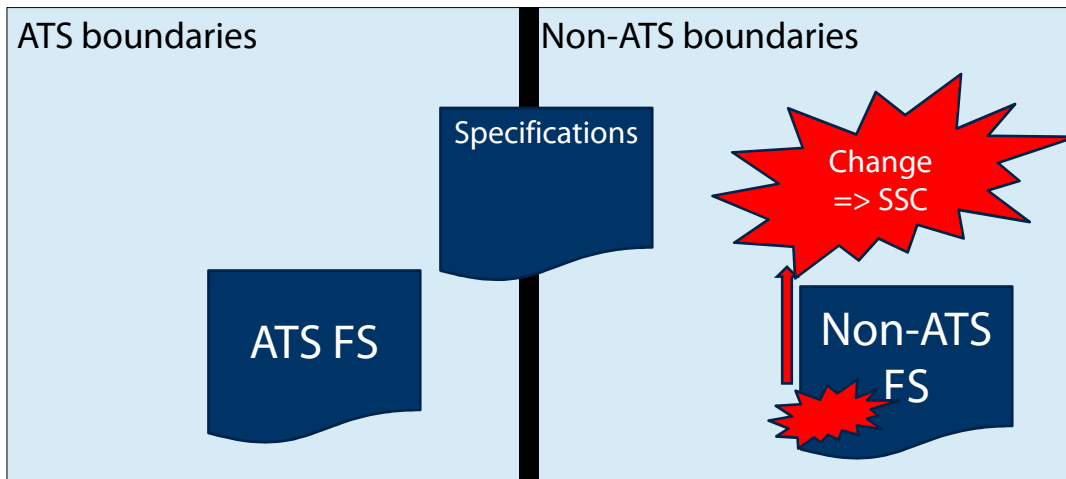 ATS boundaries
Non-ATS boundaries
Specifications
Change
=> SSC
ATS FS
Non-ATS
FS